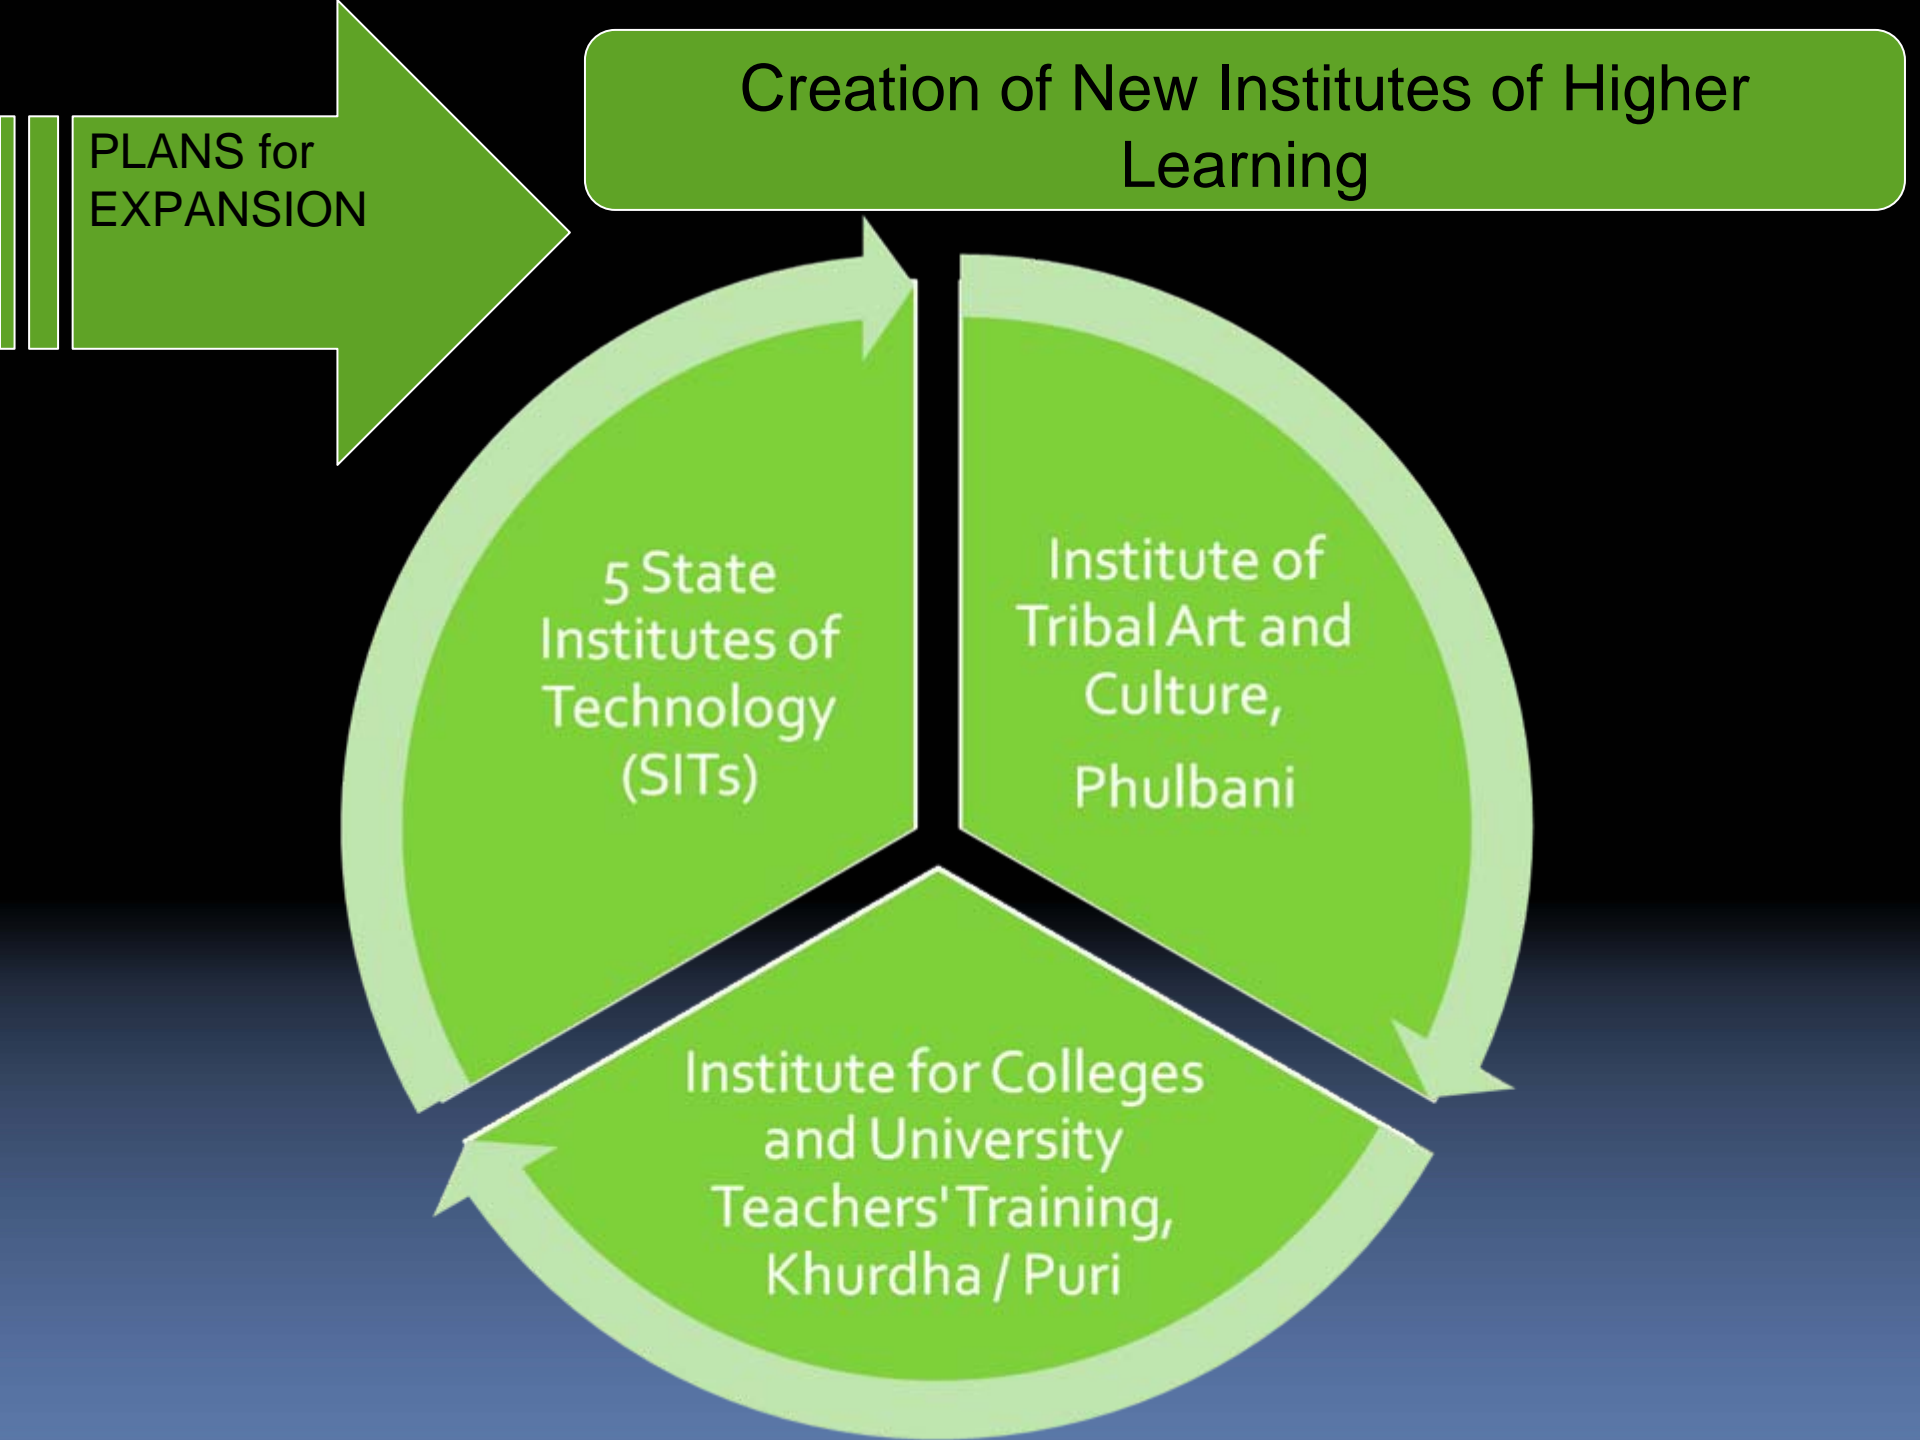 PLANS for
EXPANSION
Creation of New Institutes of Higher
Learning
5 State
Institutes of
Technology
(SITs)
Institute of
Tribal Art and
Culture,
Phulbani
Institute for Colleges
and University
Teachers' Training,
Khurdha / Puri